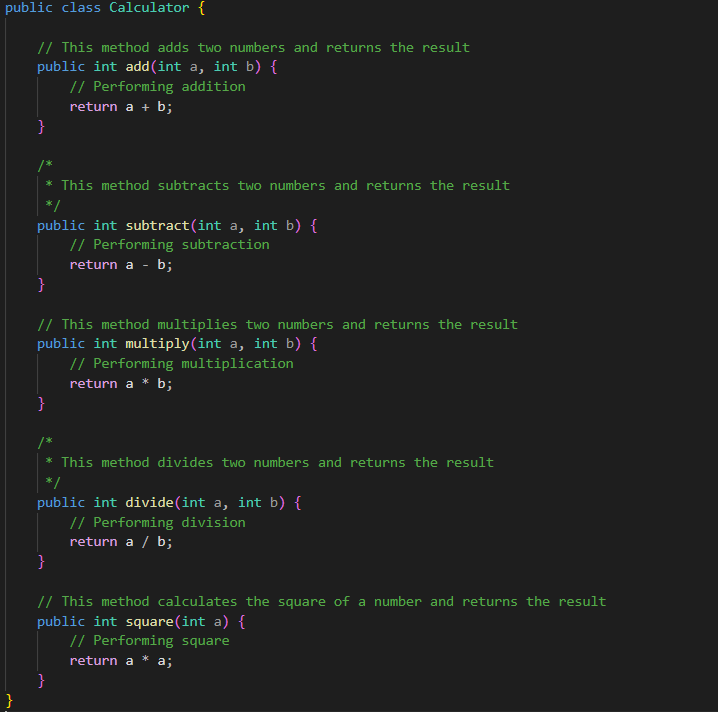 public class Calculator {
    // This method adds two numbers and returns the result
    public int add(int a, int b) {
        // Performing addition
        return a + b;
    }
    /*
     * This method subtracts two numbers and returns the result
     */
    public int subtract(int a, int b) {
        // Performing subtraction
        return a - b;
    }
    // This method multiplies two numbers and returns the result
    public int multiply(int a, int b) {
        // Performing multiplication
        return a * b;
    }
    /*
     * This method divides two numbers and returns the result
     */
    public int divide(int a, int b) {
        // Performing division
        return a / b;
    }
    // This method calculates the square of a number and returns the result
    public int square(int a) {
        // Performing square
        return a * a;
    }
}